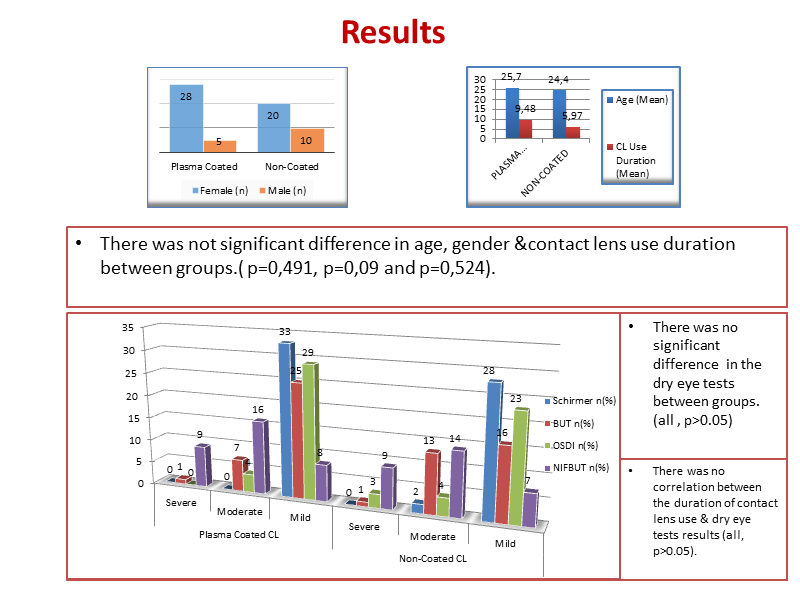 Results
28
5
20
10
Plasma Coated
Non-Coated
Female (n)
Male (n)
30
25
20
15
10
5
0
25,7
9,48
24,4
5,97
PLASMA...
NON-COATED
Age (Mean)
CL Use
Duration
(Mean)
• There was not significant difference in age, gender &contact lens use duration
between groups.( p=0,491, p=0,09 and p=0,524).
35
30
25
20
15
10
5
0
0
1
0
9
0
7
4
16
33
25
29
8
0
1
3
9
2
13
4
14
28
16
23
7
Severe
Moderate
Mild
Severe
Moderate
Mild
Plasma Coated CL
Non-Coated CL
Schirmer n(%)
BUT n(%)
OSDI n(%)
NIFBUT n(%)
• There was no
significant
difference in the
dry eye tests
between groups.
(all , p>0.05)
• There was no
correlation between
the duration of contact
lens use & dry eye
tests results (all,
p>0.05).